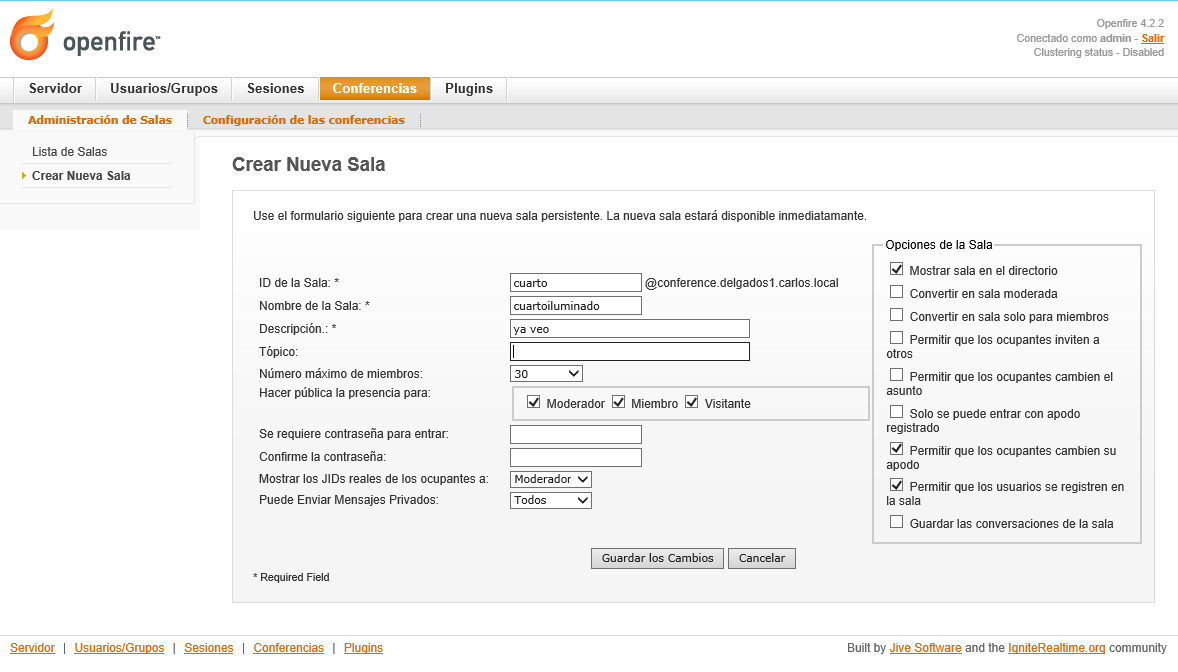 openfire™
Openfire 4.2.2
Conectado como admin - Salir
Clustering status - Disabled
Servidor
Usuarios/Grupos
Sesiones
Conferencias
Plugins
Administración de Salas
Configuración de las conferencias
Lista de Salas
Crear Nueva Sala
Crear Nueva Sala
Use el formulario siguiente para crear una nueva sala persistente. La nueva sala estará disponible inmediatamante.
ID de la Sala: * cuarto @conference.delgados1.carlos.local
Nombre de la Sala: * cuartoiluminado
Descripción.: * ya veo
Tópico:
Número máximo de miembros: 30
Hacer pública la presencia para: Moderador Miembro Visitante
Se requiere contraseña para entrar:
Confirme la contraseña:
Mostrar los JIDs reales de los ocupantes a: Moderador
Puede Enviar Mensajes Privados: Todos
Opciones de la Sala
Mostrar sala en el directorio
Convertir en sala moderada
Convertir en sala solo para miembros
Permitir que los ocupantes inviten a
otros
Permitir que los ocupantes cambien el
asunto
Solo se puede entrar con apodo
registrado
Permitir que los ocupantes cambien su
apodo
Permitir que los usuarios se registren en
la sala
Guardar las conversaciones de la sala
Guardar los Cambios Cancelar
* Required Field
Servidor | Usuarios/Grupos | Sesiones | Conferencias | Plugins
Built by Jive Software and the IgniteRealtime.org community